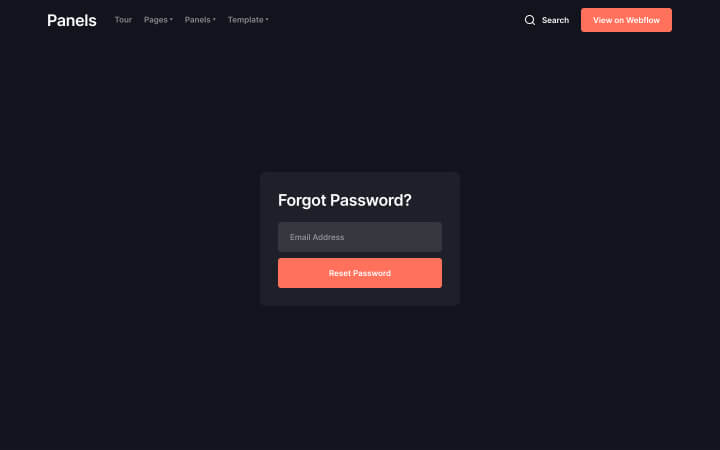 Panels Tour Pages Panels Template Search View on Webflow
Forgot Password?
Email Address
Reset Password